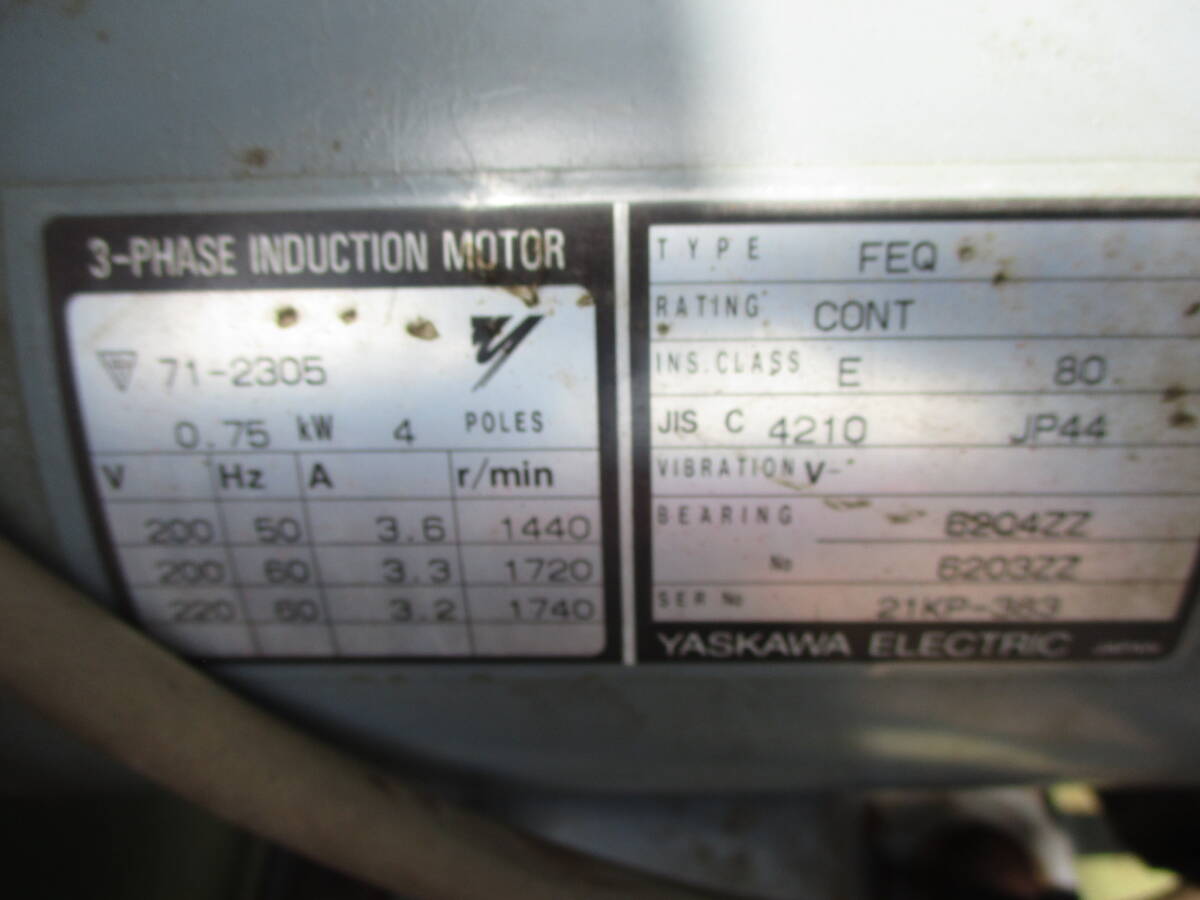 3-PHASE INDUCTION MOTOR
71-2305
0.75 kW 4 POLES
V Hz A r/min
200 50 3.6 1440
200 60 3.3 1720
220 60 3.2 1740
TYPE FEQ
RATING CONT
INS.CLASS E 80
JIS C 4210 JP44
VIBRATION V-
BEARING 6204ZZ
No 6203ZZ
SER No 21KP-383
YASKAWA ELECTRIC JAPAN